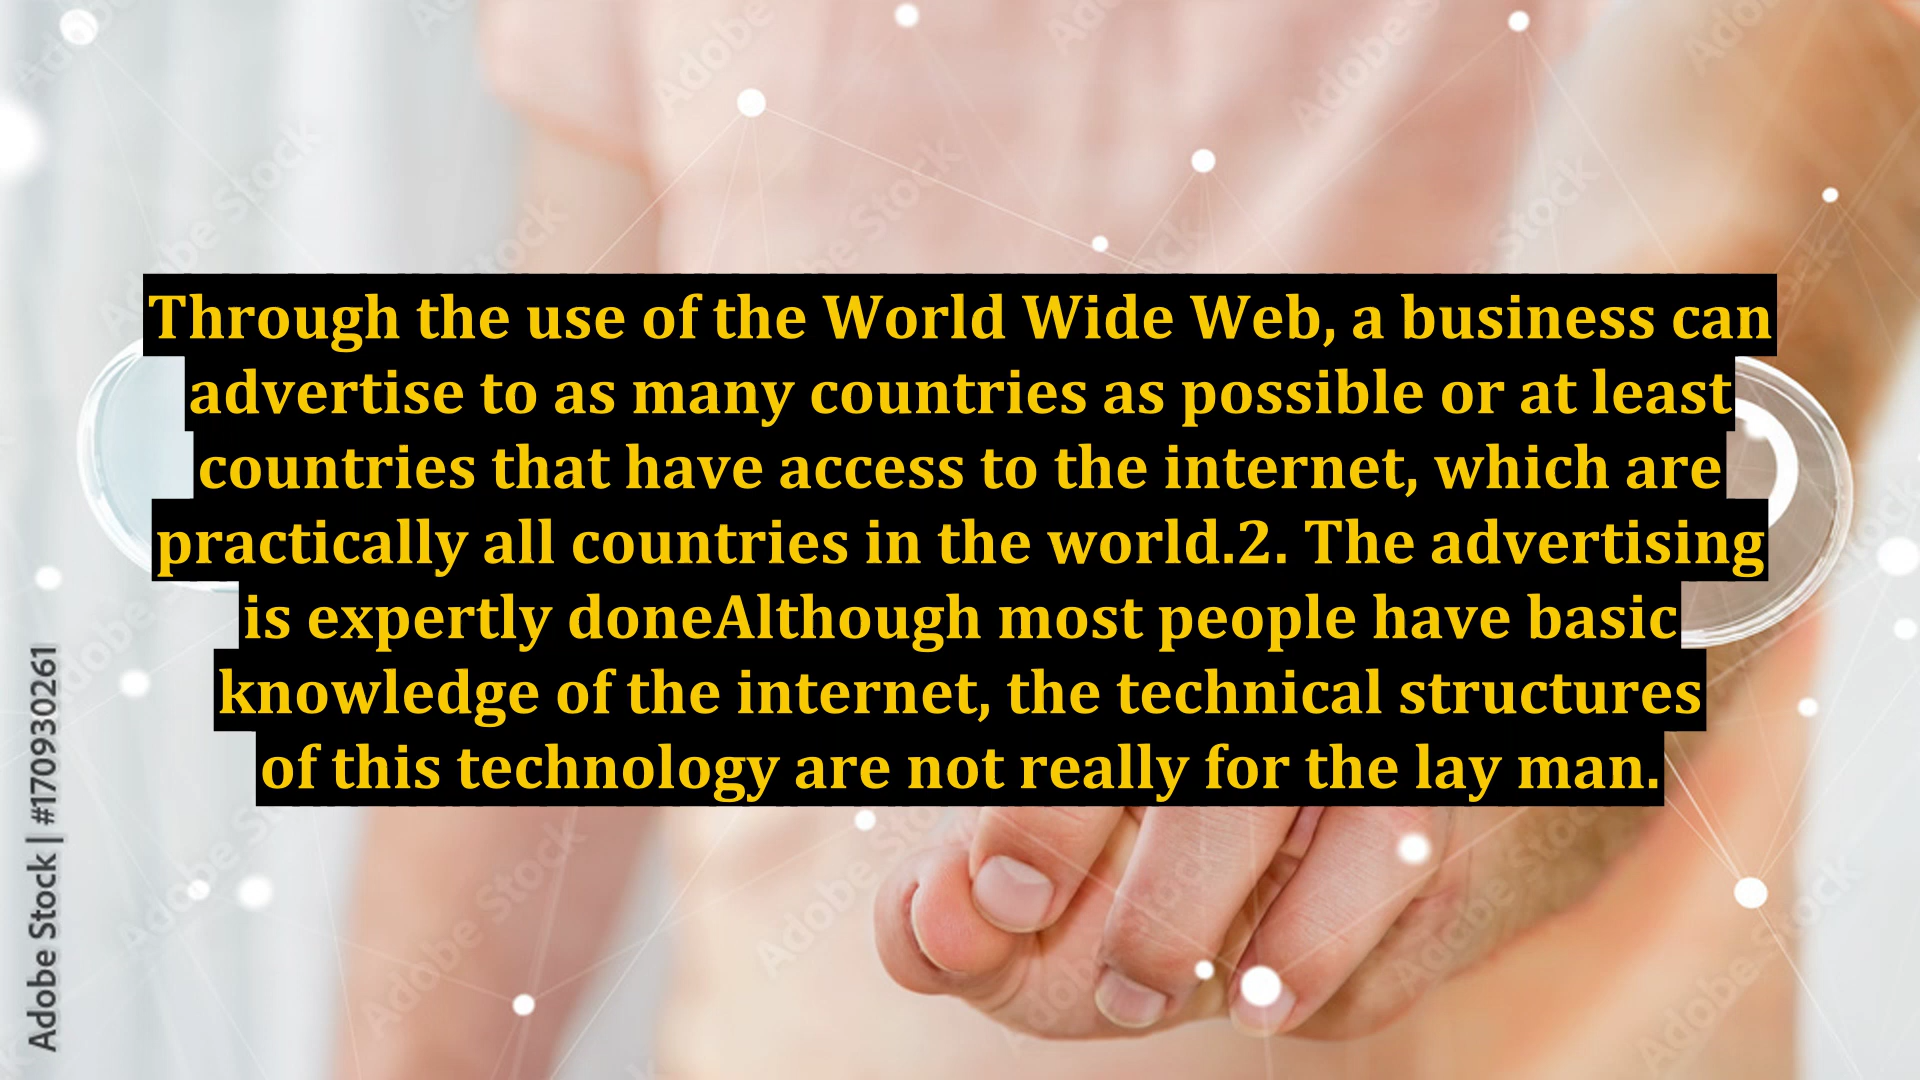 Through the use of the World Wide Web, a business can
advertise to as many countries as possible or at least
countries that have access to the internet, which are
practically all countries in the world.2. The advertising
is expertly doneAlthough most people have basic
knowledge of the internet, the technical structures
of this technology are not really for the lay man.
Adobe Stock | #170930261